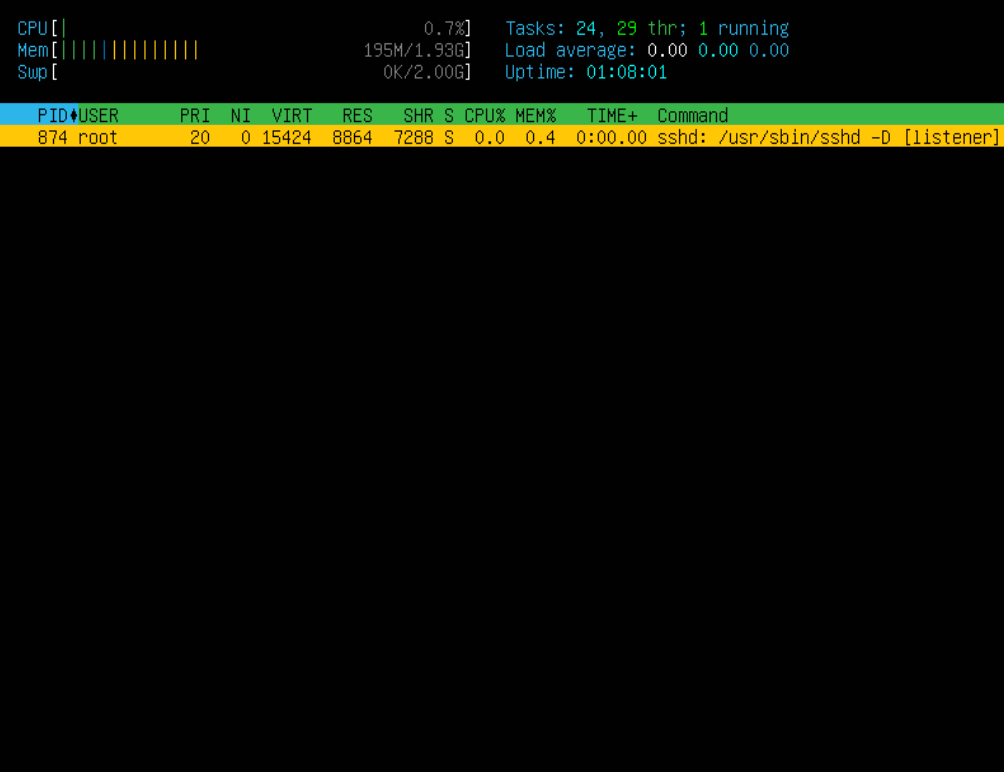 CPU[| 0.7%] Tasks: 24, 29 thr; 1 running
Mem[|||||||||||||| 195M/1.93G] Load average: 0.00 0.00 0.00
Swp[ 0K/2.00G] Uptime: 01:08:01
PID♦USER PRI NI VIRT RES SHR S CPU% MEM% TIME+ Command
874 root 20 0 15424 8864 7288 S 0.0 0.4 0:00.00 sshd: /usr/sbin/sshd -D [listener]